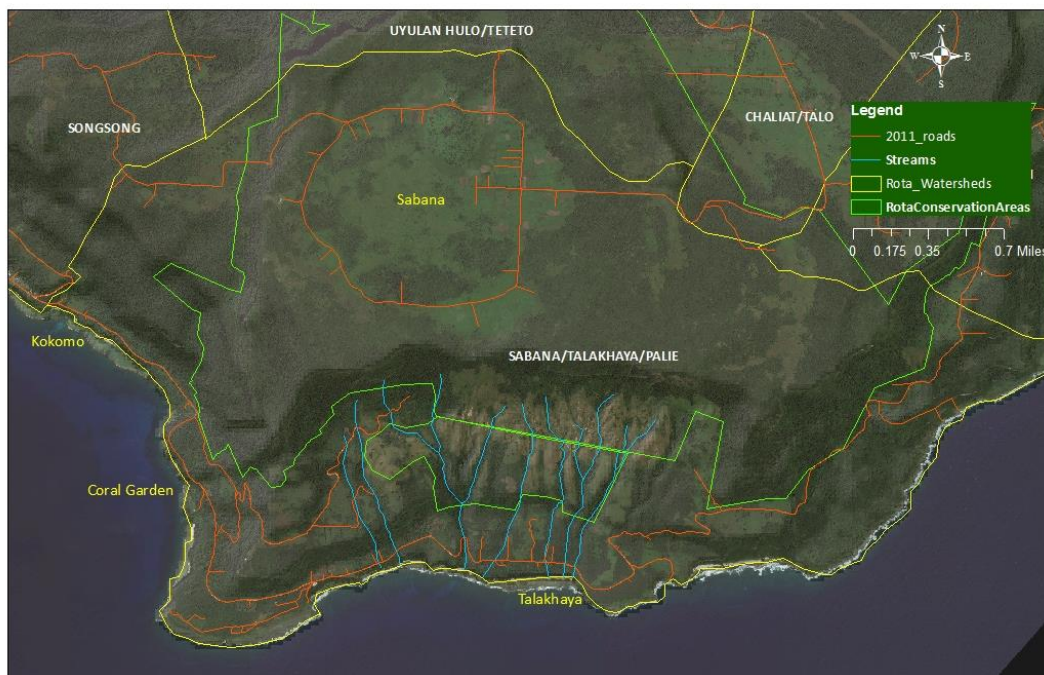 UYULAN HULO/TETETO
N
W E
S
SONGSONG
CHALIAT/TALO
Legend
2011_roads
Streams
Rota_Watersheds
RotaConservationAreas
0 0.175 0.35 0.7 Miles
Sabana
Kokomo
SABANA/TALAKHAYA/PALIE
Coral Garden
Talakhaya